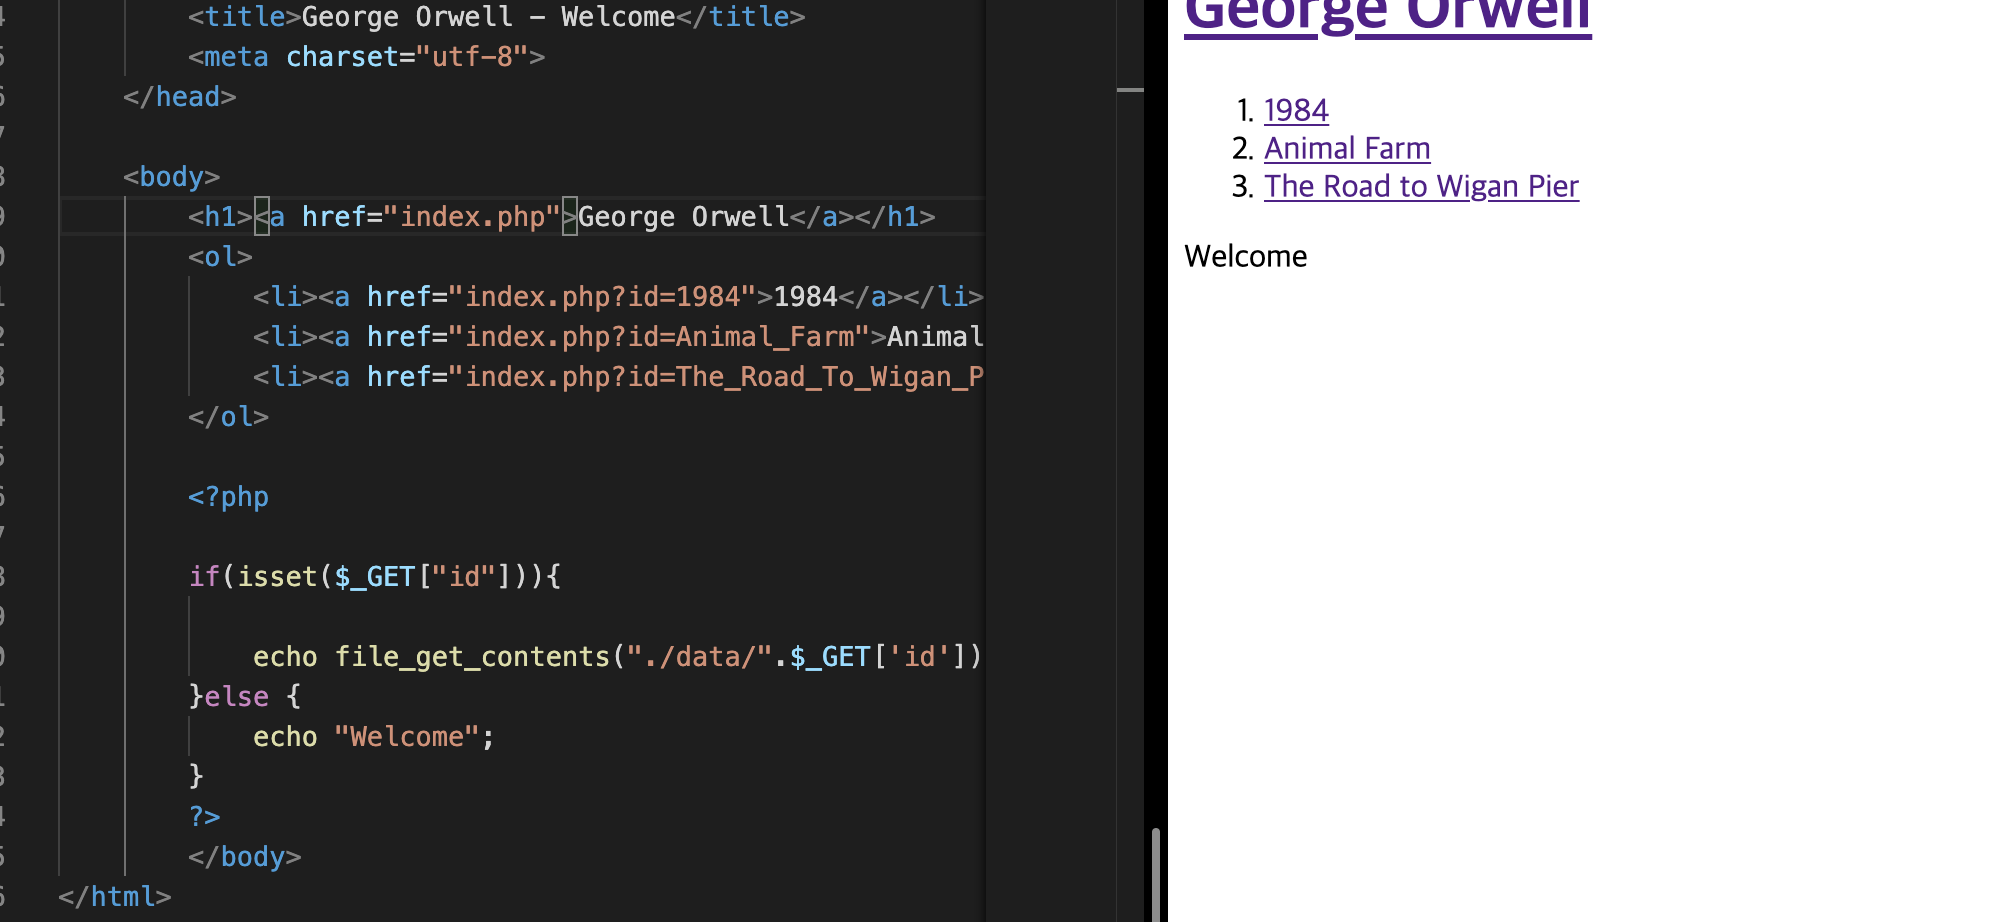 <title>George Orwell - Welcome</title>
<meta charset="utf-8">
</head>
<body>
<h1><a href="index.php">George Orwell</a></h1>
<ol>
<li><a href="index.php?id=1984">1984</a></li>
<li><a href="index.php?id=Animal_Farm">Animal
<li><a href="index.php?id=The_Road_To_Wigan_P
</ol>
<?php
if(isset($_GET["id"])){
echo file_get_contents("./data/".$_GET['id'])
}else {
echo "Welcome";
}
?>
</body>
</html>
George Orwell
1. 1984
2. Animal Farm
3. The Road to Wigan Pier
Welcome